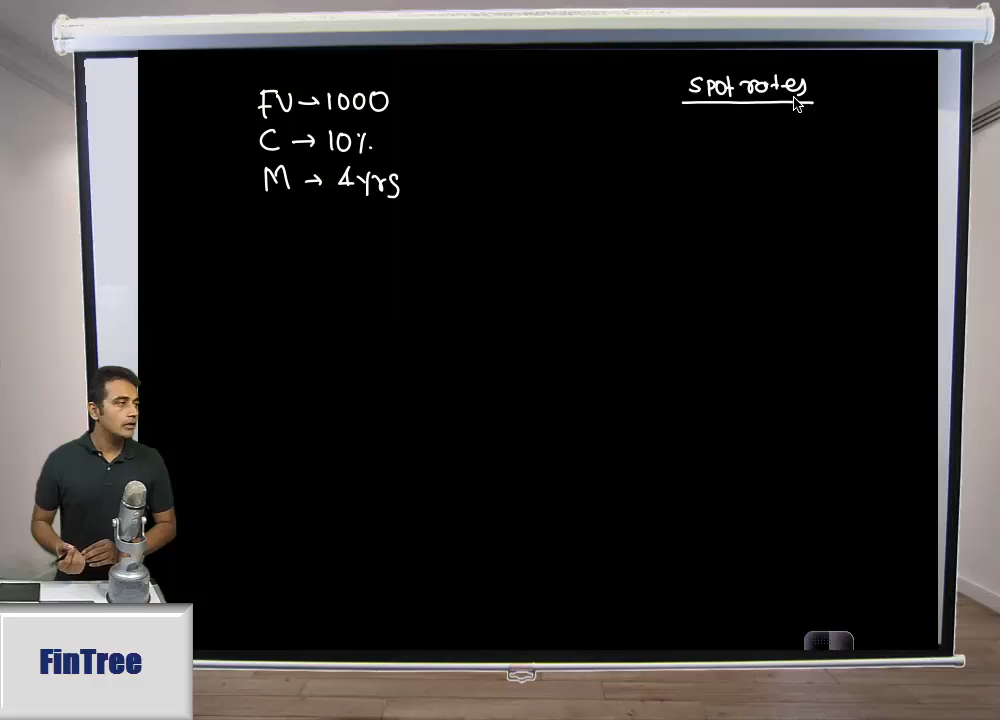 FV → 1000
C → 10%
M → 4yrs
Spot rates
FinTree